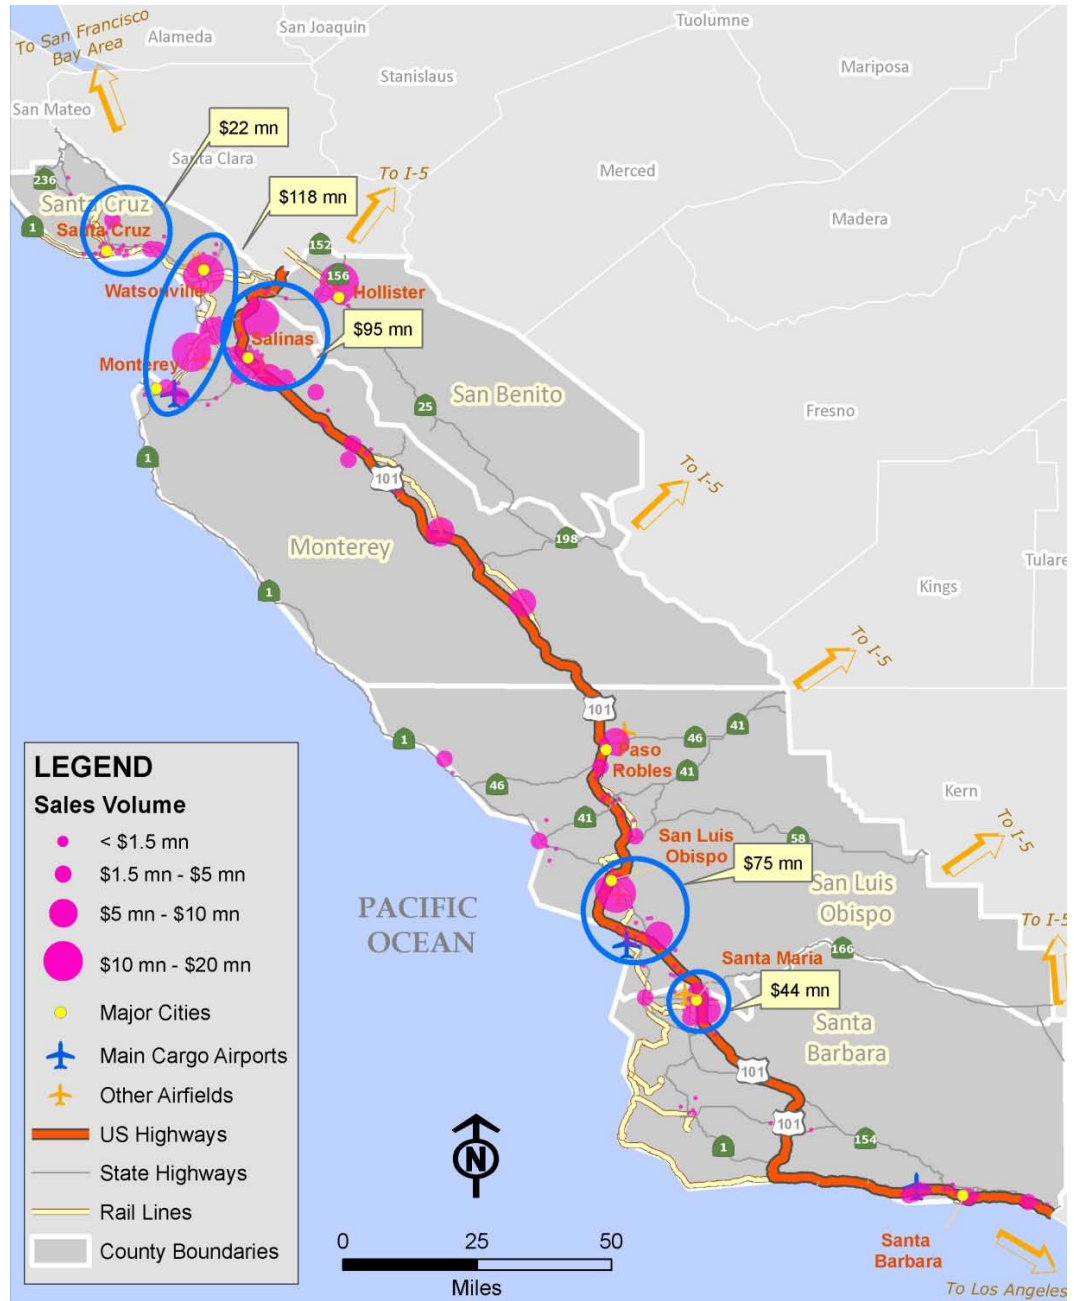 To San Francisco
Bay Area
Alameda
San Joaquin
Tuolumne
Stanislaus
Mariposa
San Mateo
$22 mn
Santa Clara
To I-5
Merced
236
Santa Cruz
$118 mn
Madera
1
Santa Cruz
152
156
Watsonville
Hollister
$95 mn
Salinas
Monterey
San Benito
25
Fresno
1
101
To I-5
198
Monterey
Tulare
Kings
1
To I-5
101
1
46
41
Paso
Robles
41
46
Kern
41
San Luis
Obispo
58
To I-5
$75 mn
San Luis
Obispo
PACIFIC
OCEAN
To I-5
166
Santa Maria
$44 mn
Santa
Barbara
101
101
154
1
Santa
Barbara
To Los Angeles
LEGEND
Sales Volume
< $1.5 mn
$1.5 mn - $5 mn
$5 mn - $10 mn
$10 mn - $20 mn
Major Cities
Main Cargo Airports
Other Airfields
US Highways
State Highways
Rail Lines
County Boundaries
N
0 25 50
Miles